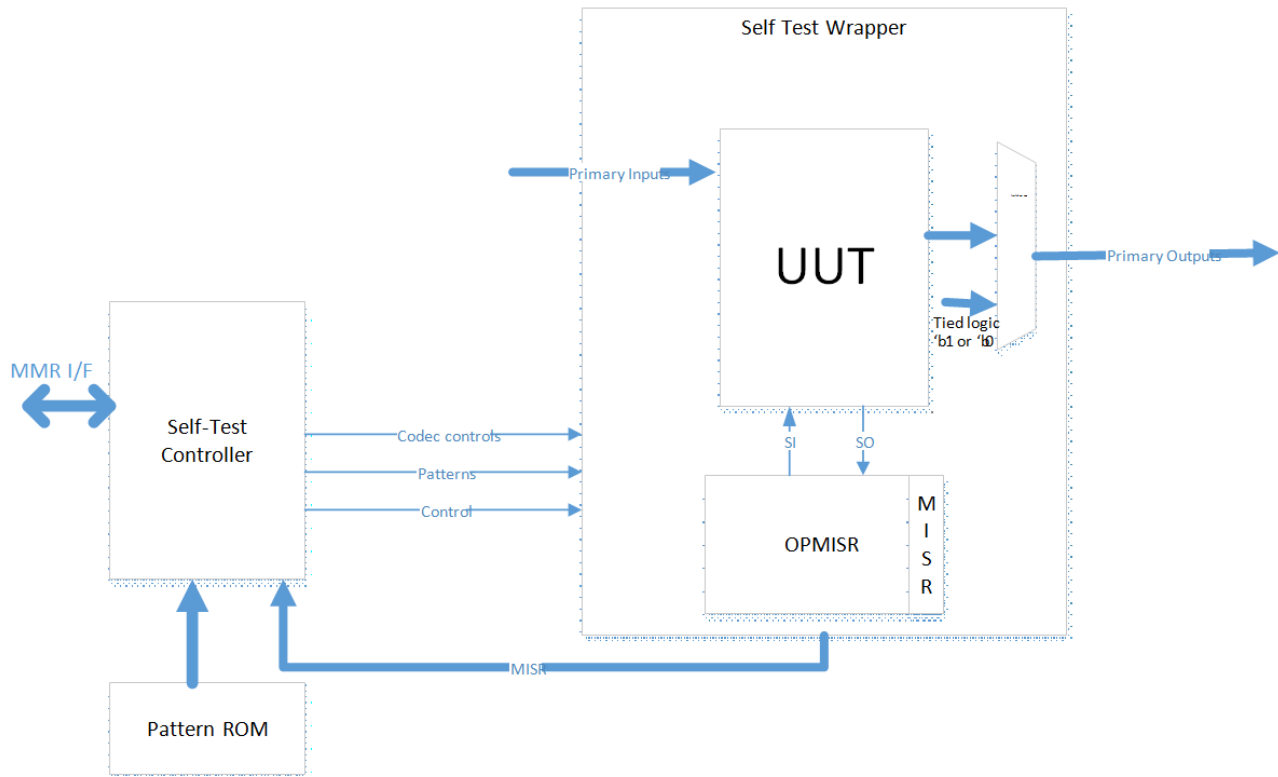 Self Test Wrapper
Primary Inputs
UUT
Primary Outputs
Tied logic
‘b1 or ‘b0
MMR I/F
Self-Test
Controller
Codec controls
Patterns
Control
SI
SO
OPMISR
M
I
S
R
MISR
Pattern ROM